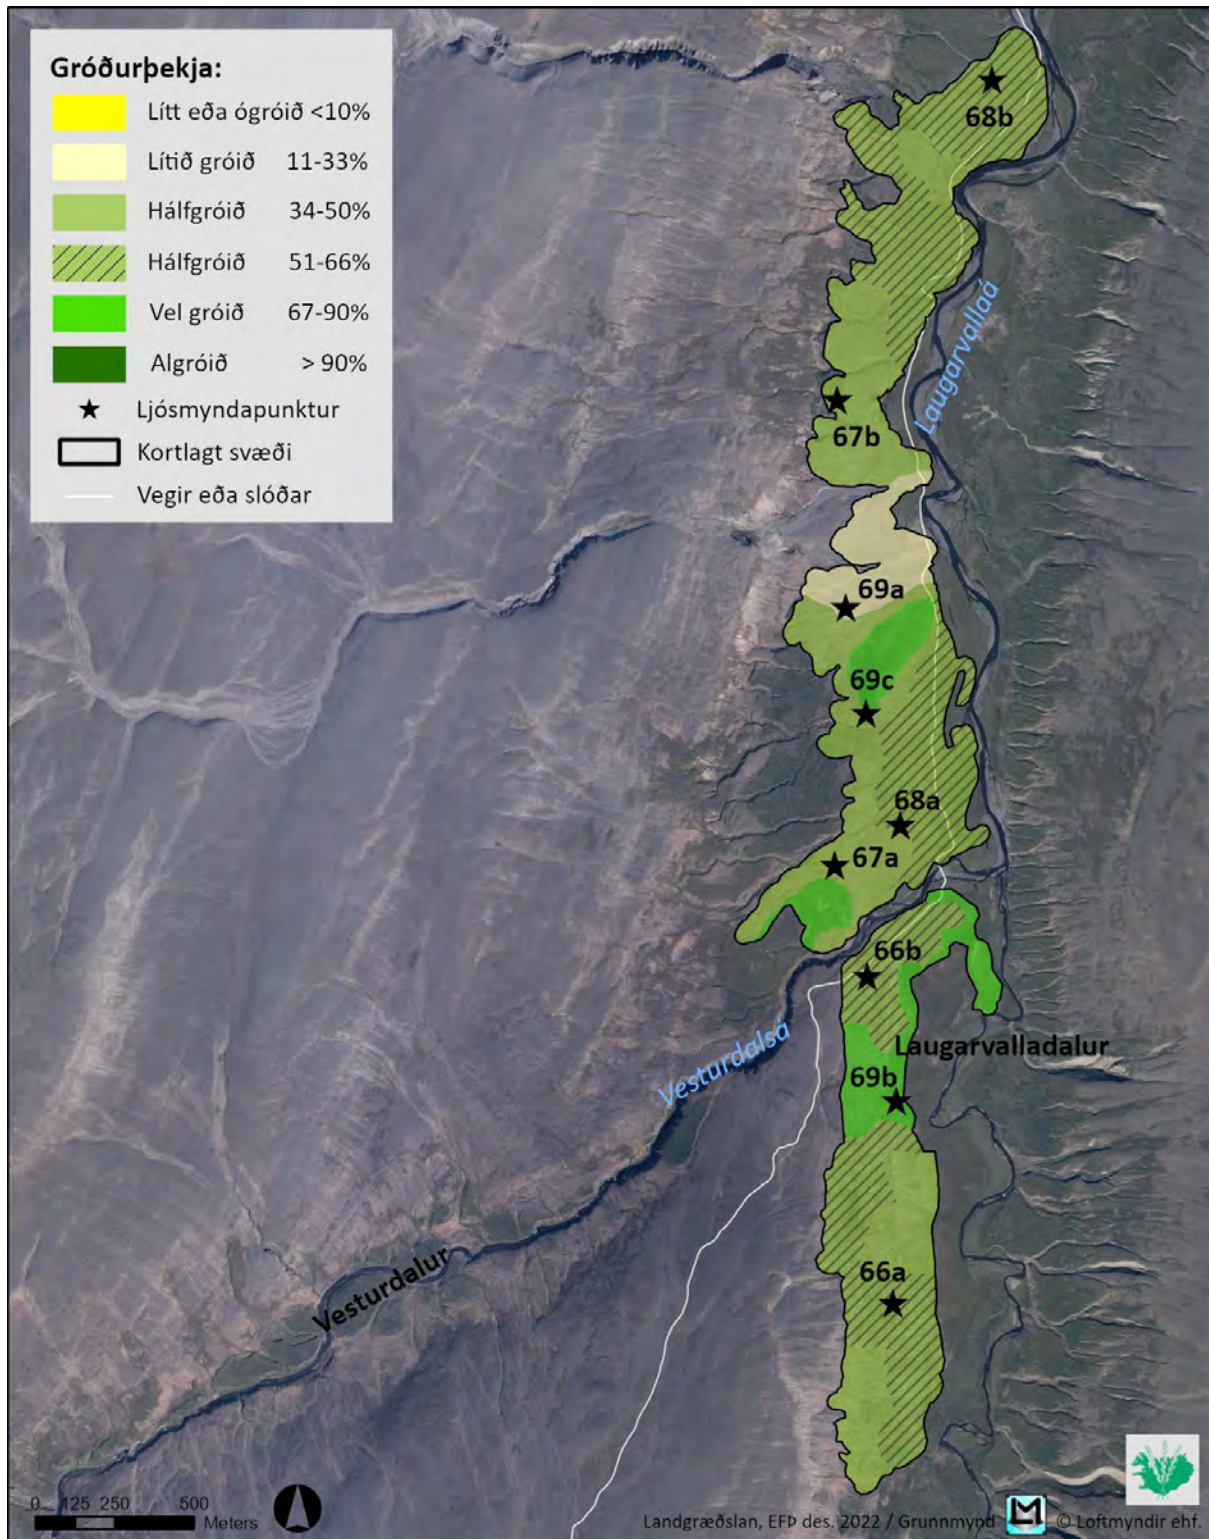 Gróðurþekja:
Lítt eða ógróið <10%
Lítið gróið 11-33%
Hálfgróið 34-50%
Hálfgróið 51-66%
Vel gróið 67-90%
Algróið > 90%
Ljósmyndapunktur
Kortlagt svæði
Vegir eða slóðar
68b
Laugarvallaá
67b
69a
69c
68a
67a
66b
Laugarvalladalur
Vesturdalsá
69b
66a
Vesturdalur
0 125 250 500
Meters
Landgræðslan, EFÞ des. 2022 / Grunnmynd LM © Loftmyndir ehf.